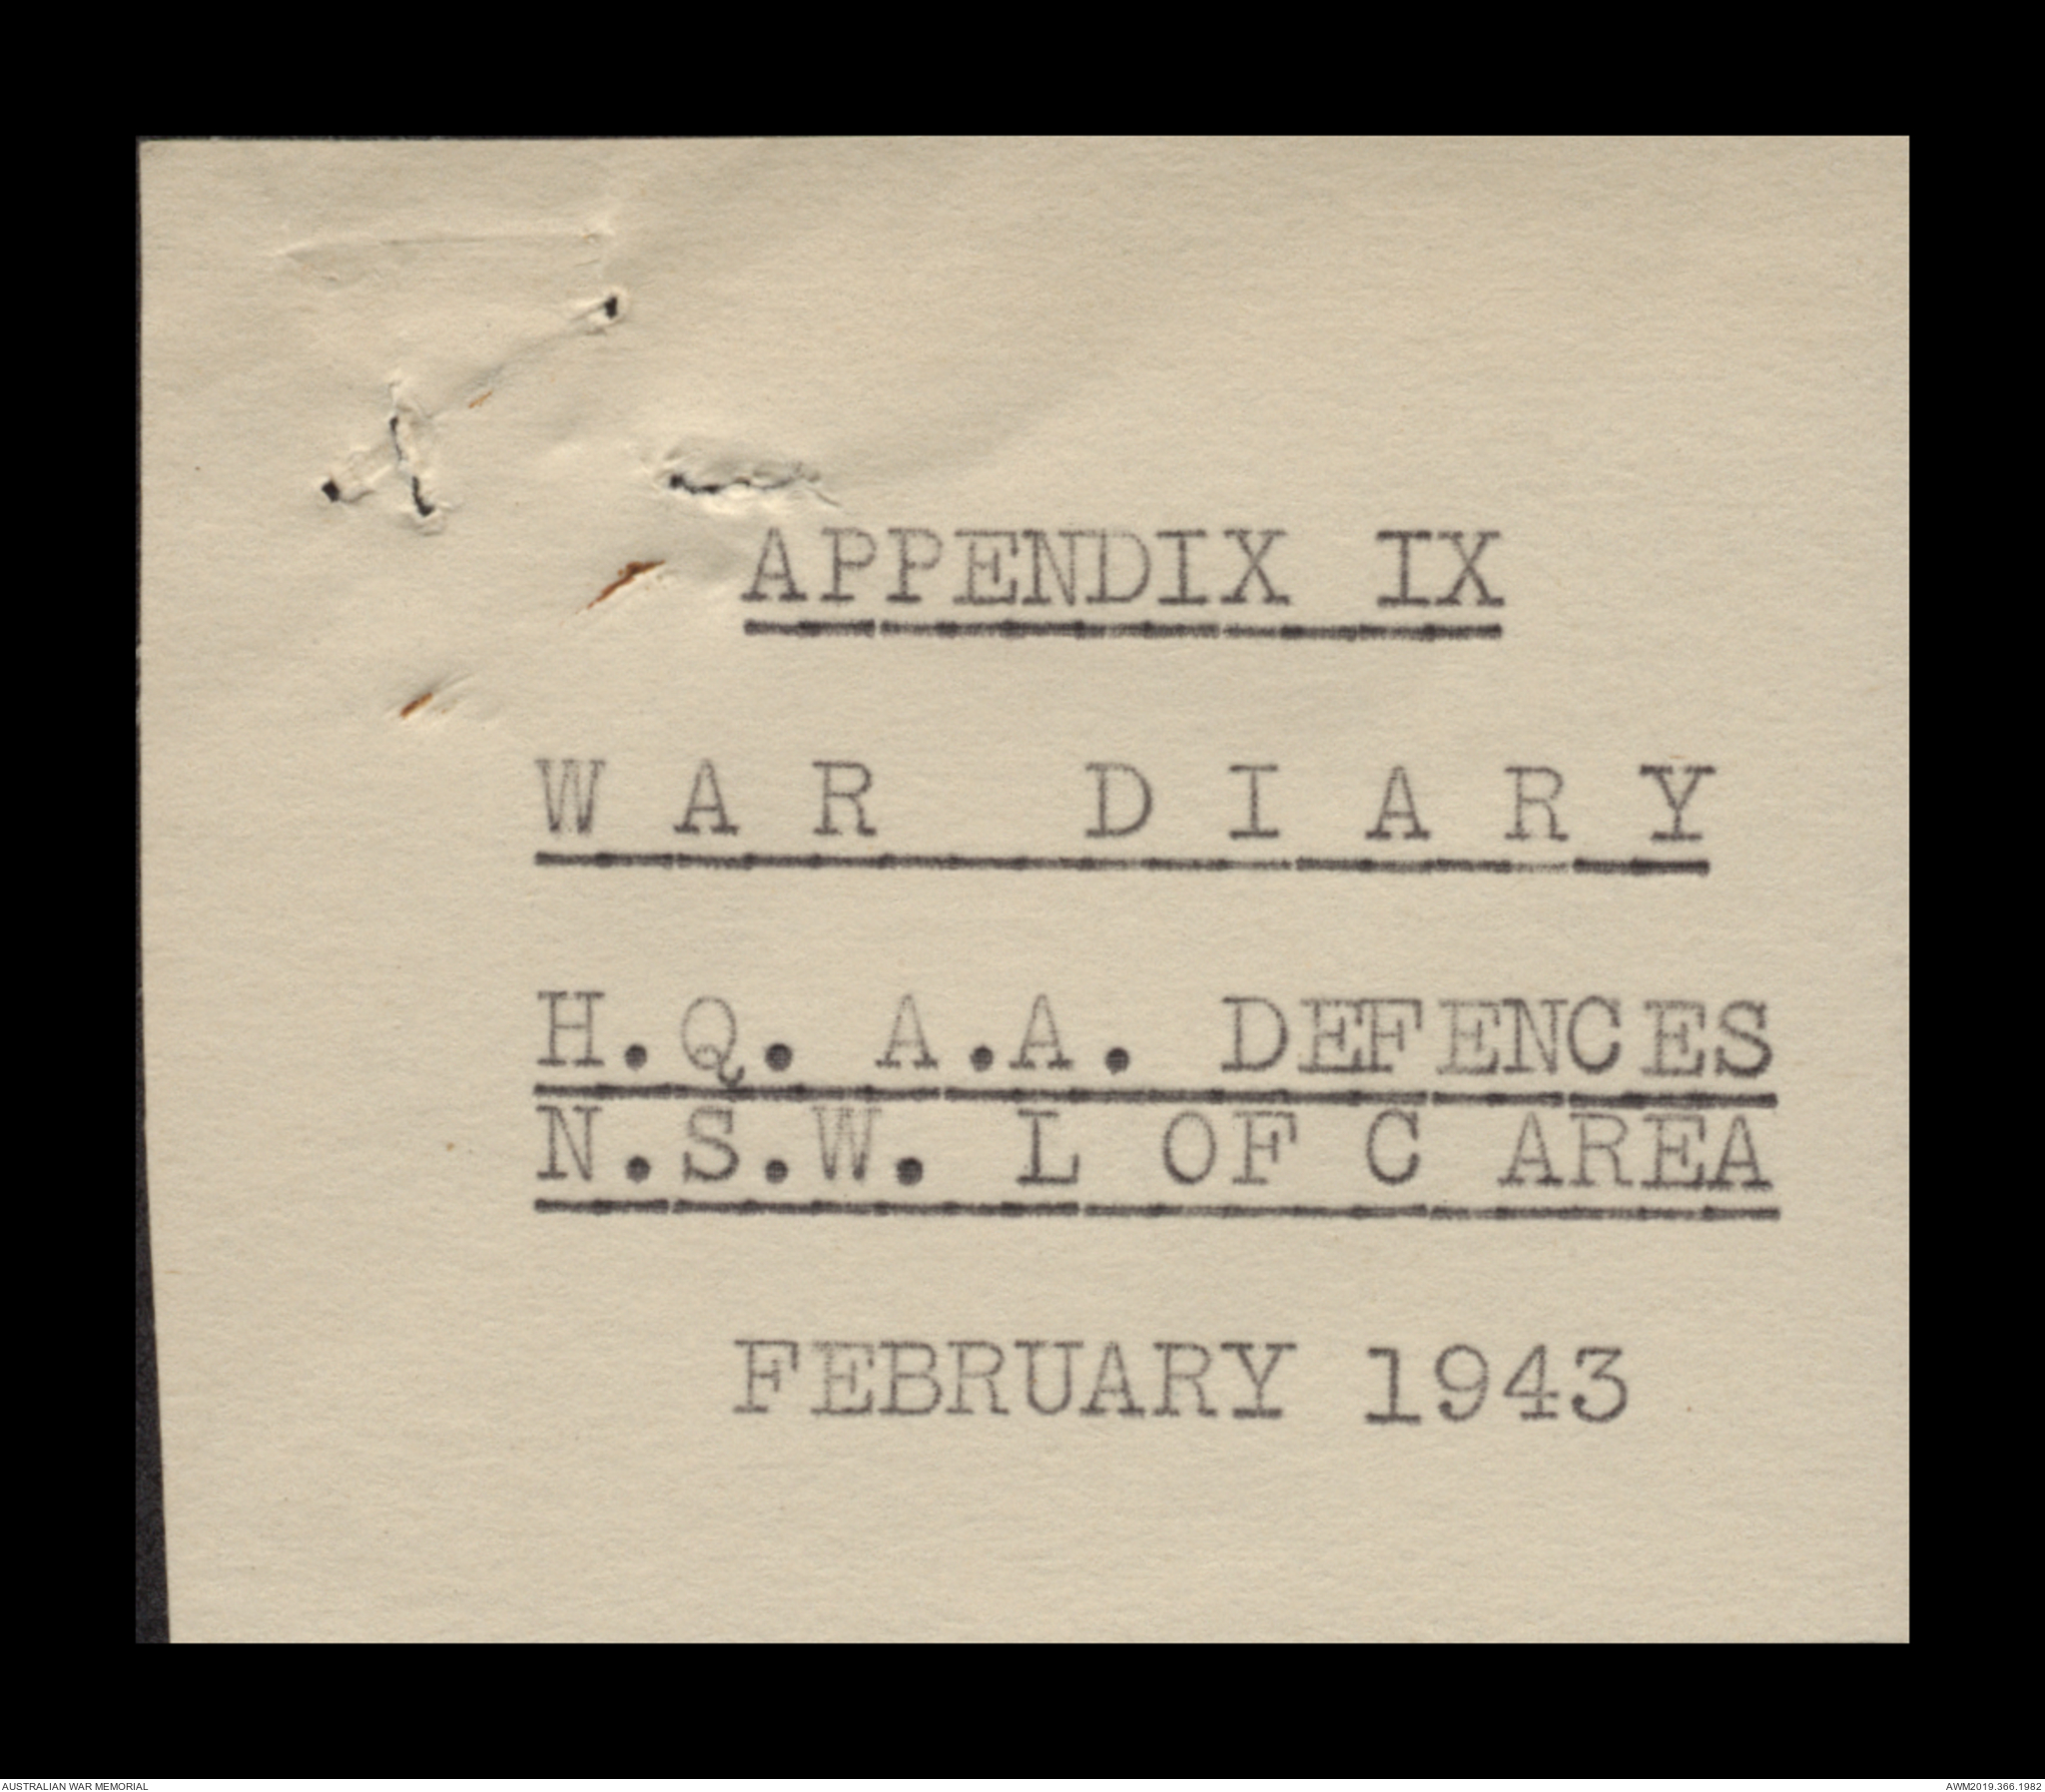 APPENDIX IX
W A R D I A R Y
H.Q. A.A. DEFENCES
N.S.W. L OF C AREA
FEBRUARY 1943
AUSTRALIAN WAR MEMORIAL
AWM2019.366.1982